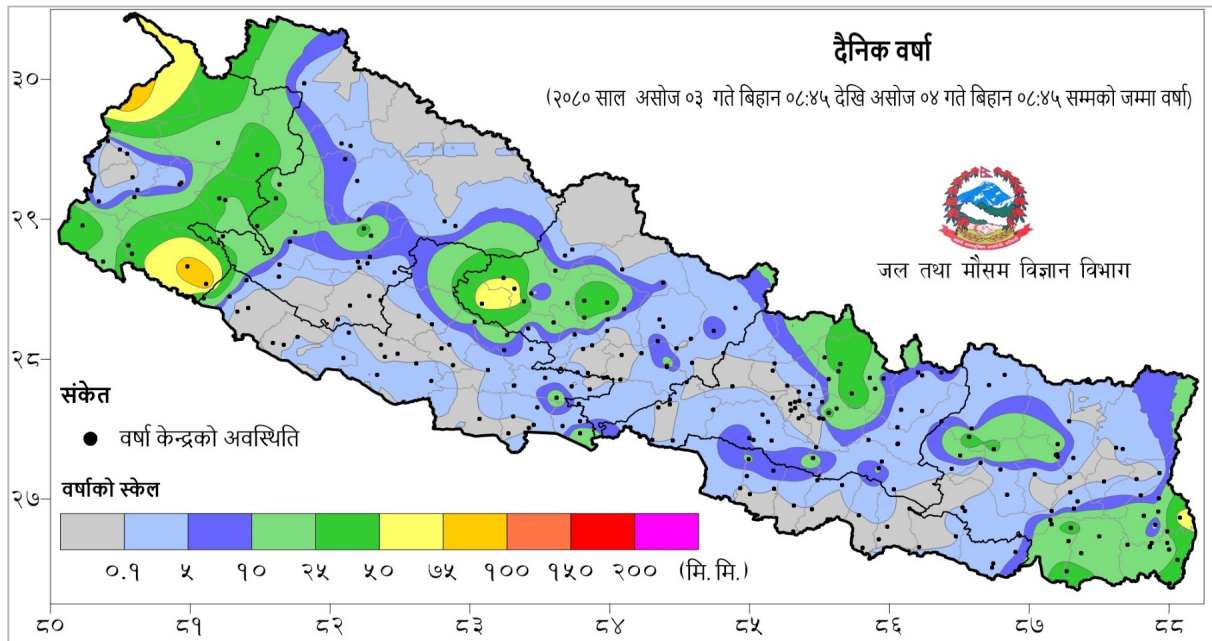 दैनिक वर्षा
(२०८० साल असोज ०३ गते बिहान ०८:४५ देखि असोज ०४ गते बिहान ०८:४५ सम्मको जम्मा वर्षा)
जल तथा मौसम विज्ञान विभाग
३०
२९
२८
२७
संकेत
वर्षा केन्द्रको अवस्थिति
वर्षाको स्केल
०.१ ५ १० २५ ५० ७५ १०० १५० २०० (मि.मि.)
८० ८१ ८२ ८३ ८४ ८५ ८६ ८७ ८८